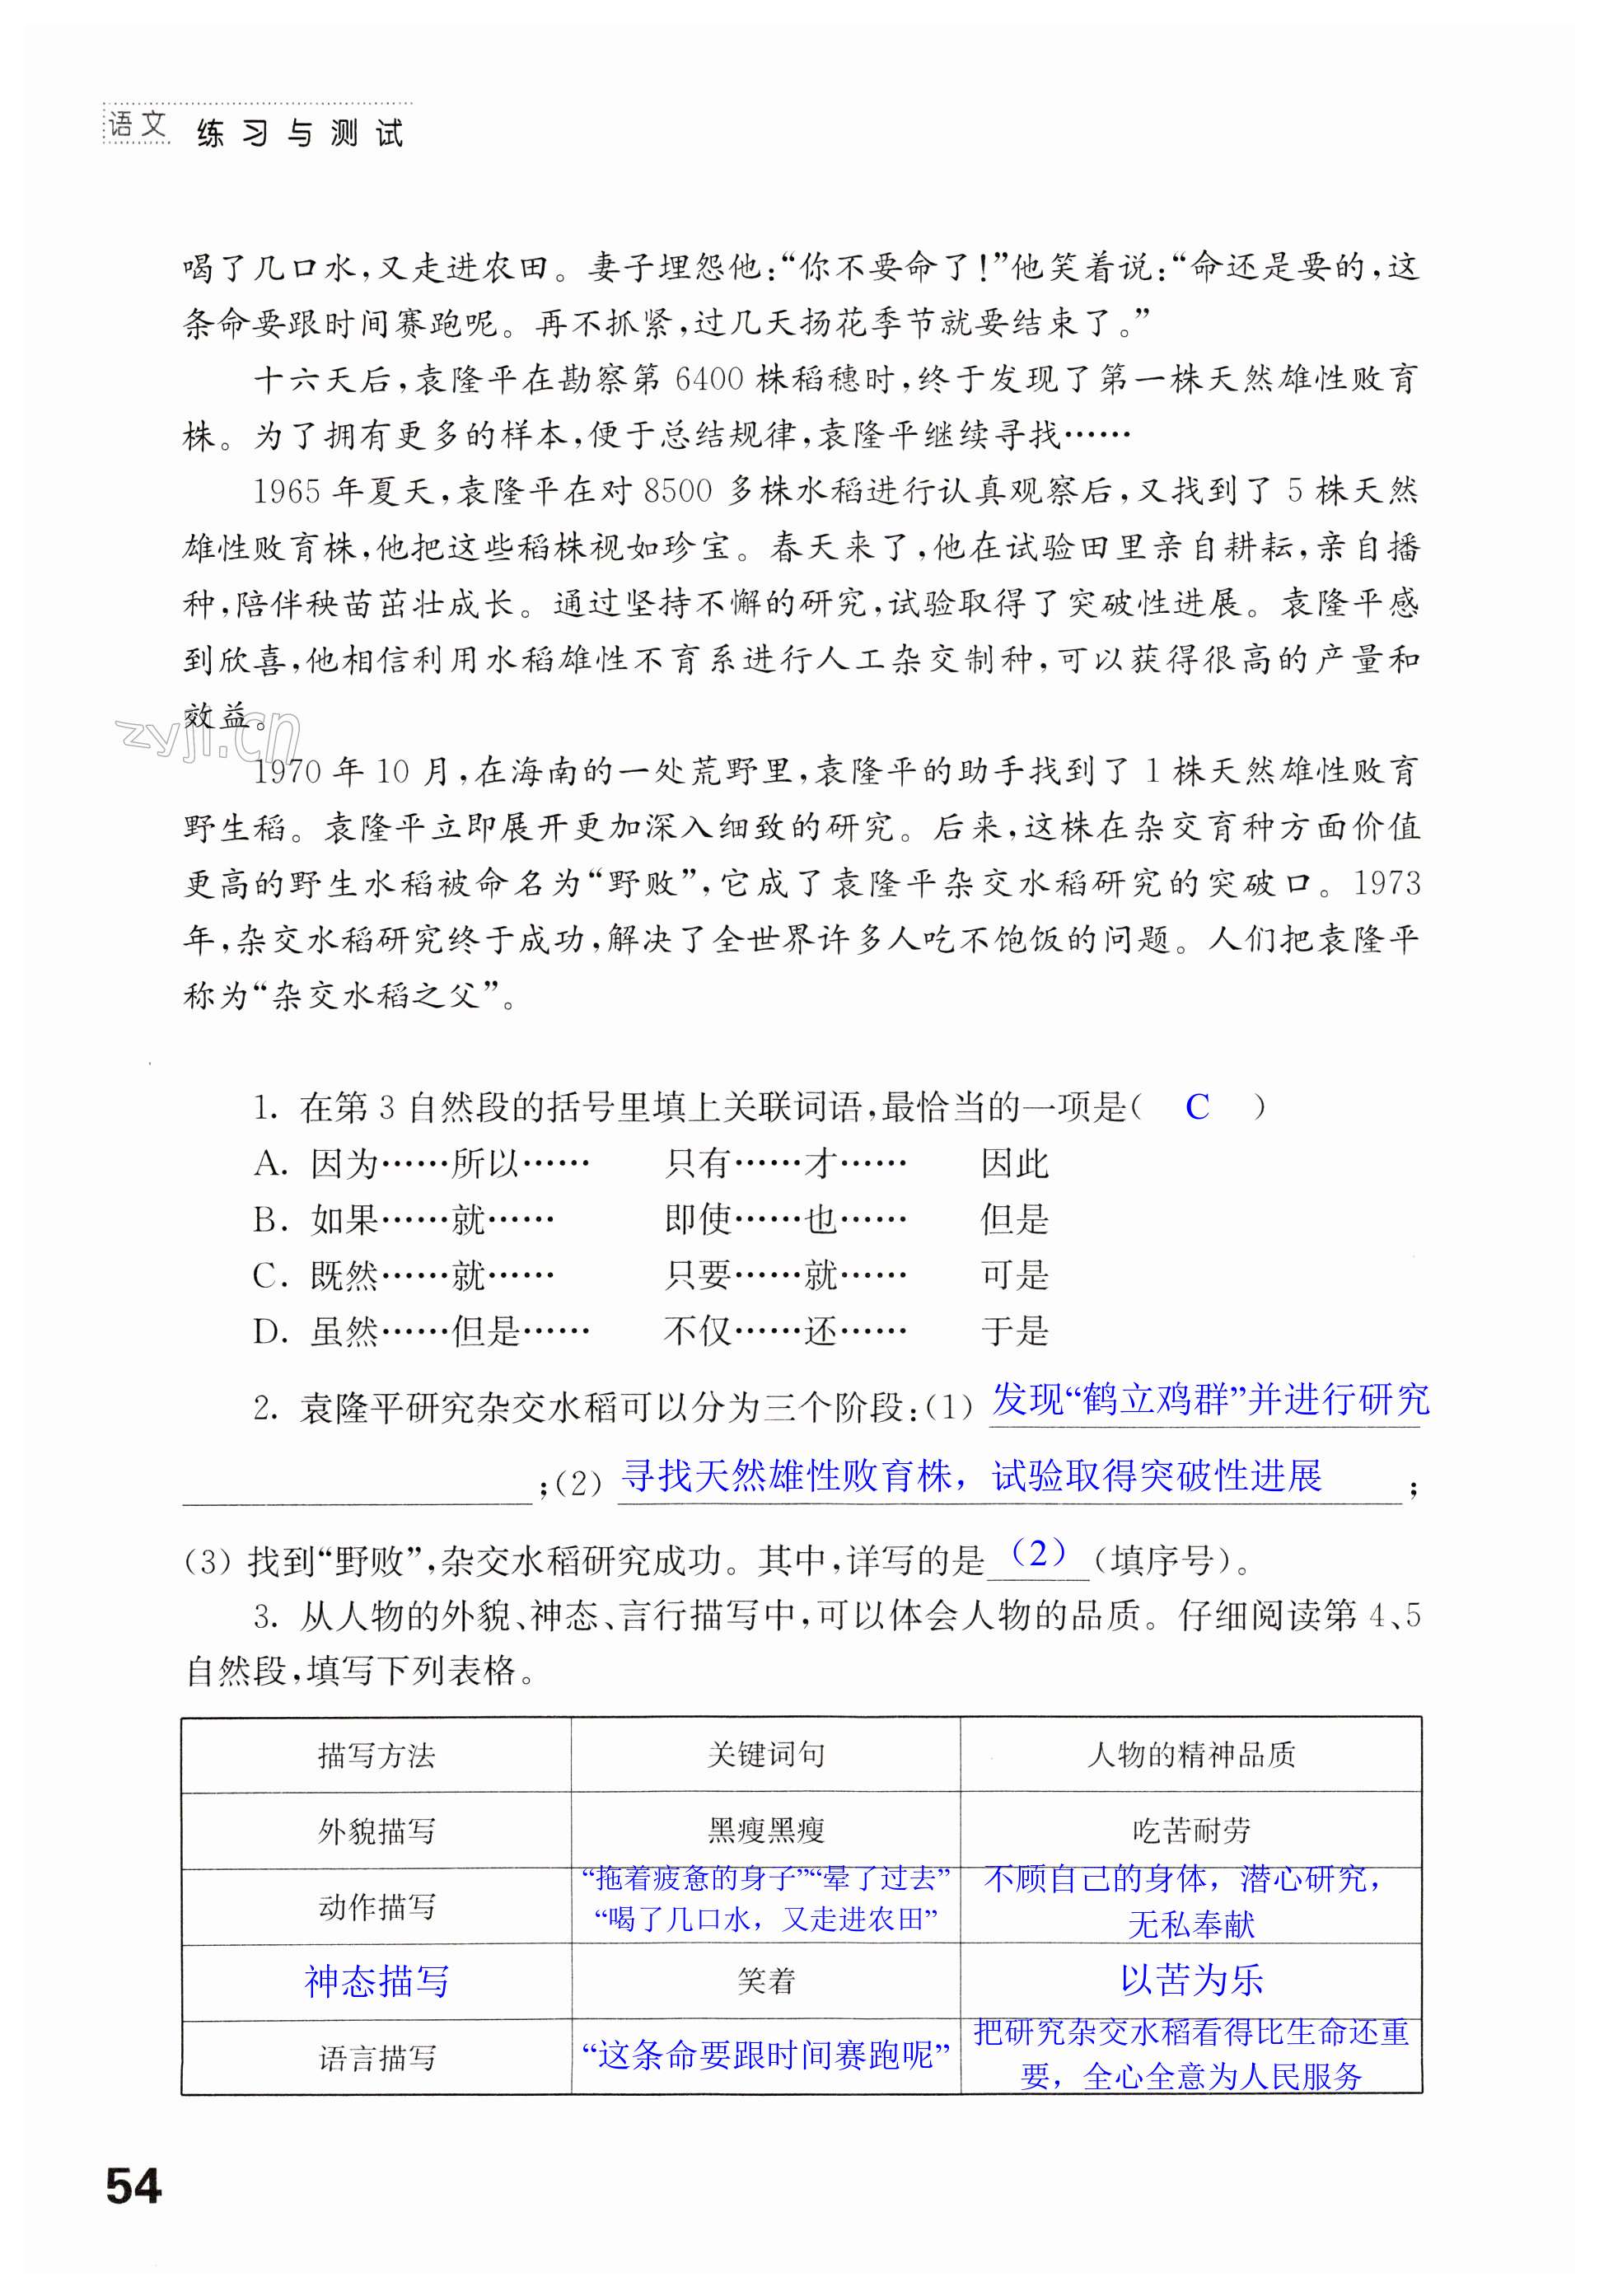 语文 练习与测试
喝了几口水,又走进农田。妻子埋怨他:“你不要命了!”他笑着说:“命还是要的,这
条命要跟时间赛跑呢。再不抓紧,过几天扬花季节就要结束了。”
十六天后,袁隆平在勘察第 6400 株稻穗时,终于发现了第一株天然雄性败育
株。为了拥有更多的样本,便于总结规律,袁隆平继续寻找……
1965 年夏天,袁隆平在对 8500 多株水稻进行认真观察后,又找到了 5 株天然
雄性败育株,他把这些稻株视如珍宝。春天来了,他在试验田里亲自耕耘,亲自播
种,陪伴秧苗茁壮成长。通过坚持不懈的研究,试验取得了突破性进展。袁隆平感
到欣喜,他相信利用水稻雄性不育系进行人工杂交制种,可以获得很高的产量和
效益。
zyji.cn
1970 年 10 月,在海南的一处荒野里,袁隆平的助手找到了 1 株天然雄性败育
野生稻。袁隆平立即展开更加深入细致的研究。后来,这株在杂交育种方面价值
更高的野生水稻被命名为“野败”,它成了袁隆平杂交水稻研究的突破口。1973
年,杂交水稻研究终于成功,解决了全世界许多人吃不饱饭的问题。人们把袁隆平
称为“杂交水稻之父”。
1. 在第 3 自然段的括号里填上关联词语,最恰当的一项是( C )
A. 因为……所以…… 只有……才…… 因此
B. 如果……就…… 即使……也…… 但是
C. 既然……就…… 只要……就…… 可是
D. 虽然……但是…… 不仅……还…… 于是
2. 袁隆平研究杂交水稻可以分为三个阶段:(1) 发现“鹤立鸡群”并进行研究
;(2) 寻找天然雄性败育株，试验取得突破性进展 ;
(3) 找到“野败”,杂交水稻研究成功。其中,详写的是 (2) (填序号)。
3. 从人物的外貌、神态、言行描写中,可以体会人物的品质。仔细阅读第 4、5
自然段,填写下列表格。
描写方法 关键词句 人物的精神品质
外貌描写 黑瘦黑瘦 吃苦耐劳
动作描写 “拖着疲惫的身子”“晕了过去” 不顾自己的身体，潜心研究，
“喝了几口水，又走进农田” 无私奉献
神态描写 笑着 以苦为乐
语言描写 “这条命要跟时间赛跑呢” 把研究杂交水稻看得比生命还重
要，全心全意为人民服务
54